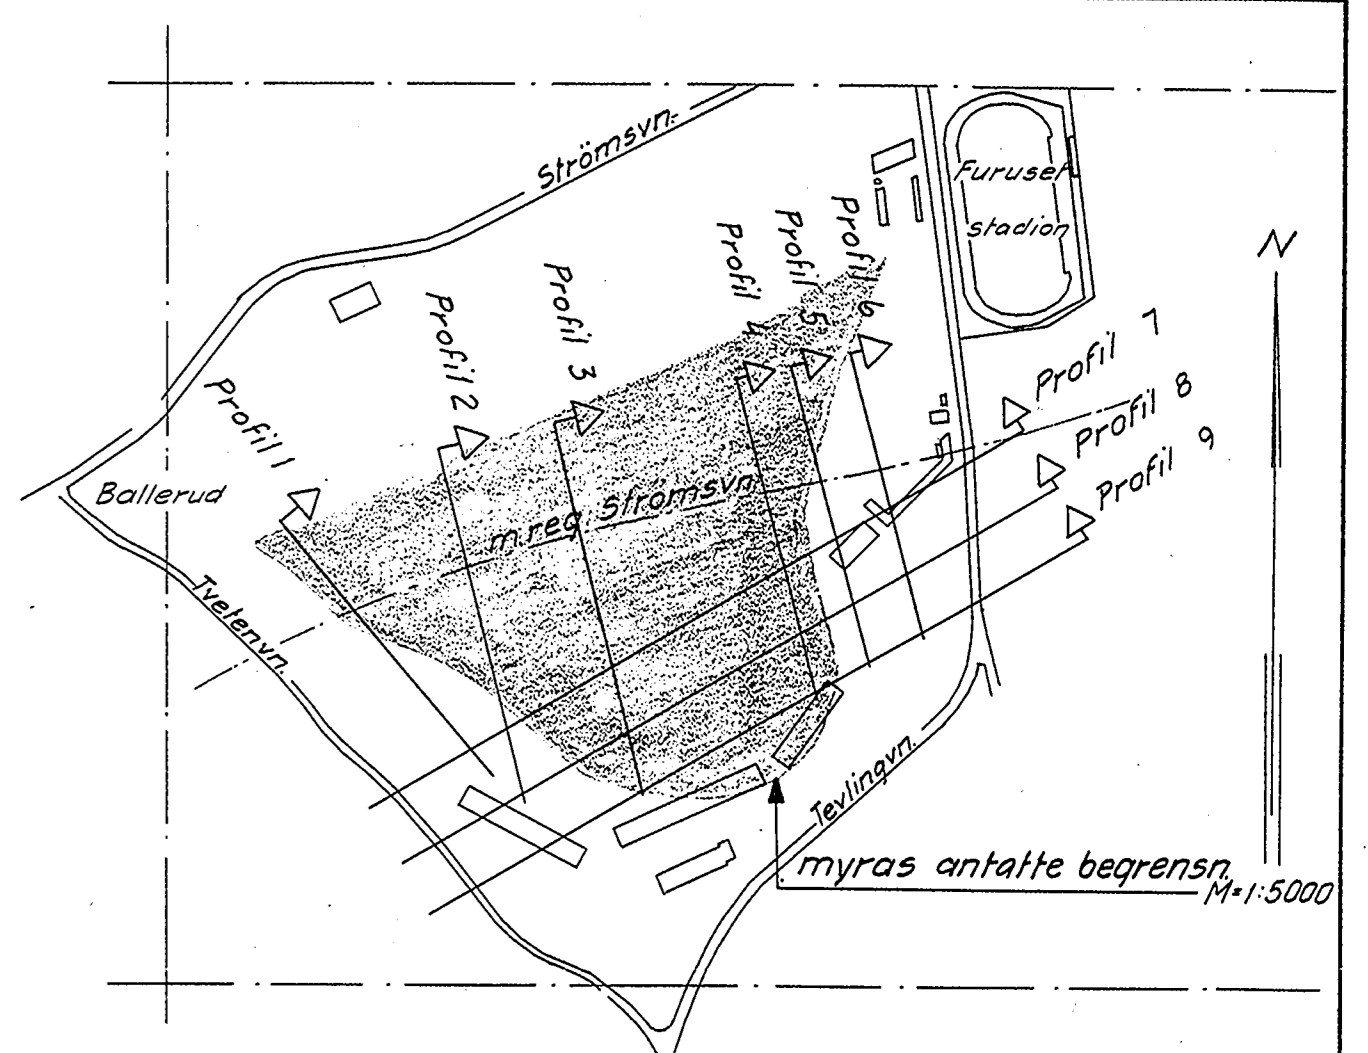 Strömsvn.
Furuset
stadion
N
Profil 6
Profil 5
Profil 4
Profil 3
Profil 2
Profil 1
Profil 7
Profil 8
Profil 9
Ballerud
m.reg. Strömsvn.
Tvetenvn.
Tevlingvn.
myras antatte begrensn.
M=1:5000